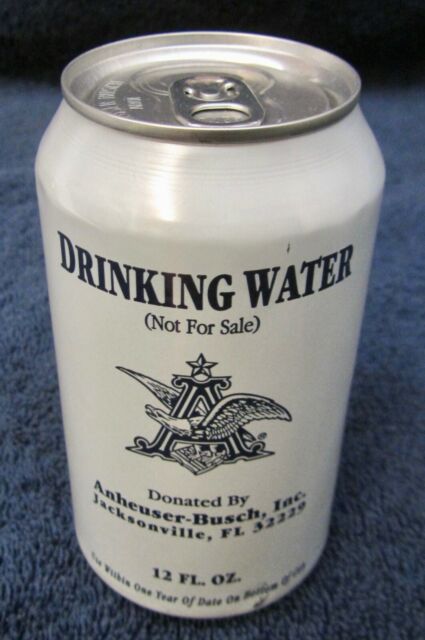 DRINKING WATER
(Not For Sale)
A
®
Donated By
Anheuser-Busch, Inc.
Jacksonville, FL 32229
12 FL. OZ.
Use Within One Year Of Date On Bottom Of Can